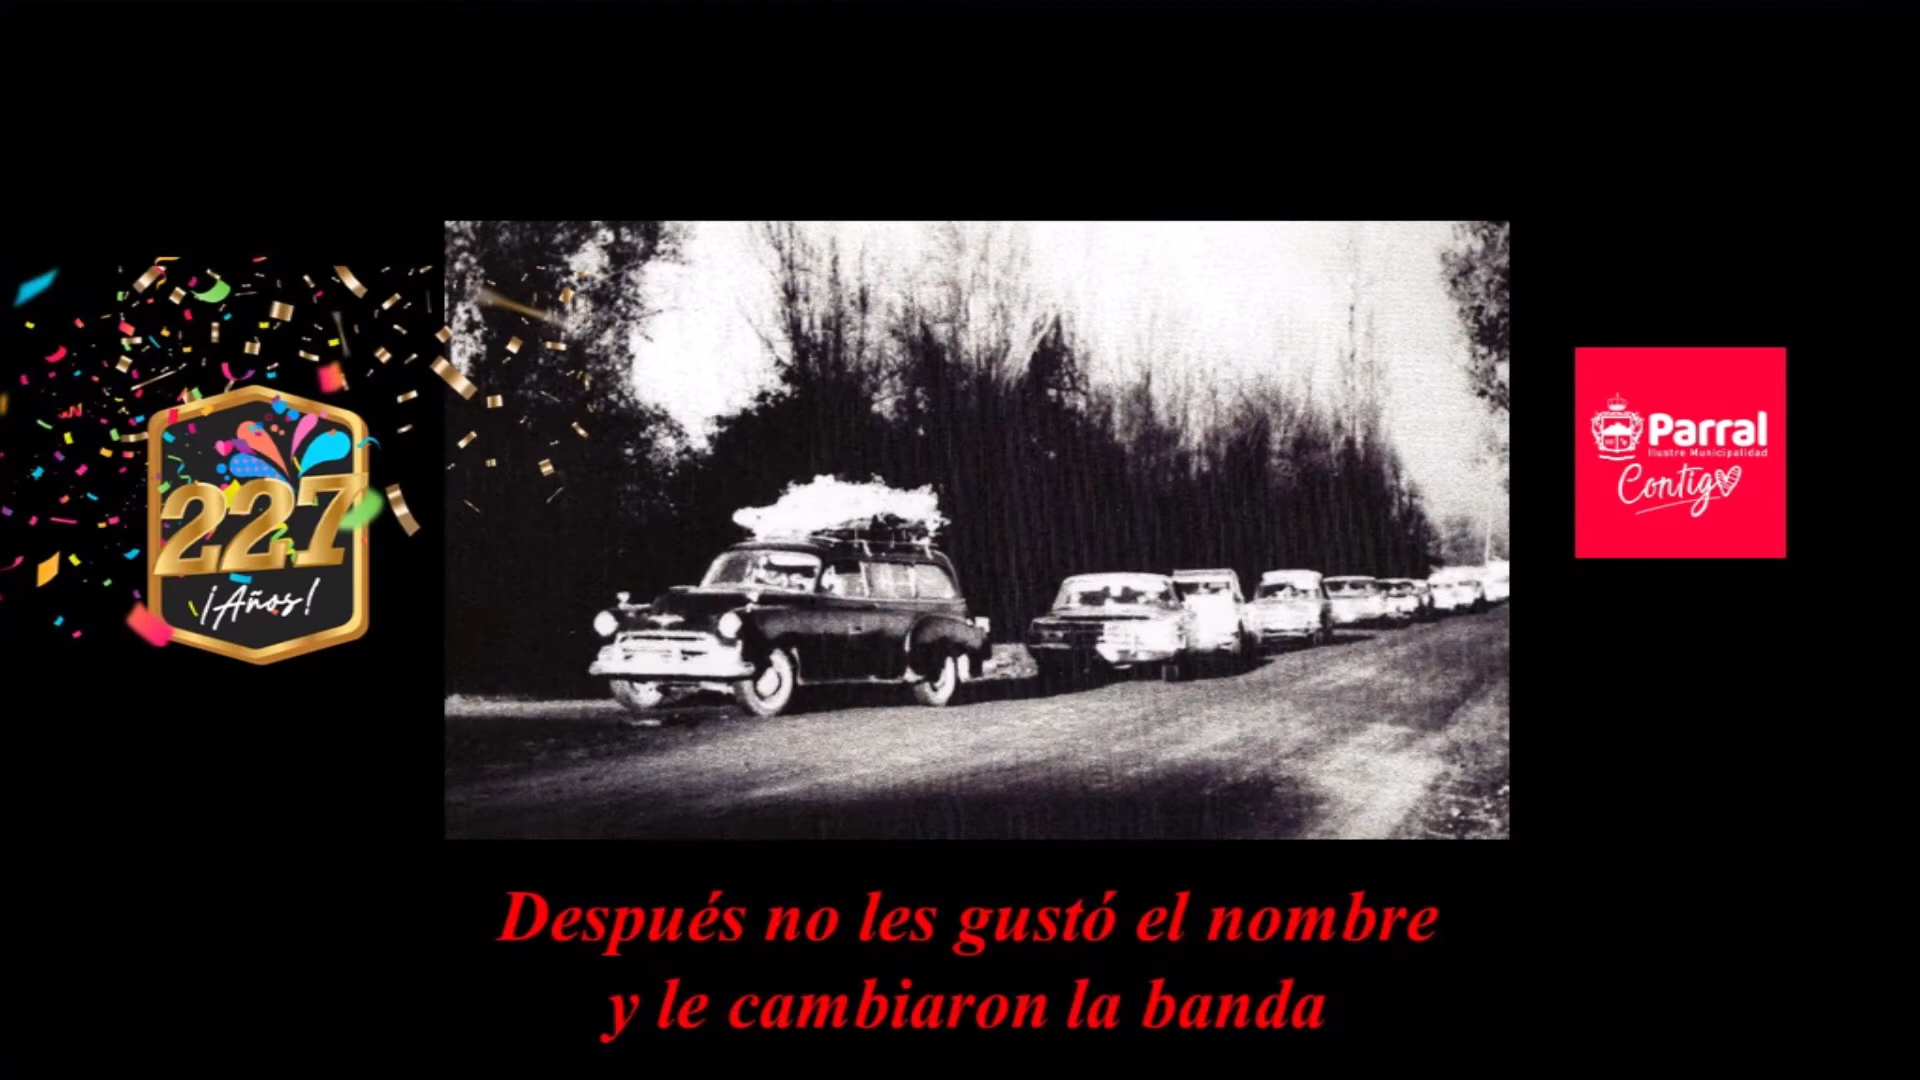 227
¡Años!
Parral
Ilustre Municipalidad
Contigo
Después no les gustó el nombre
y le cambiaron la banda